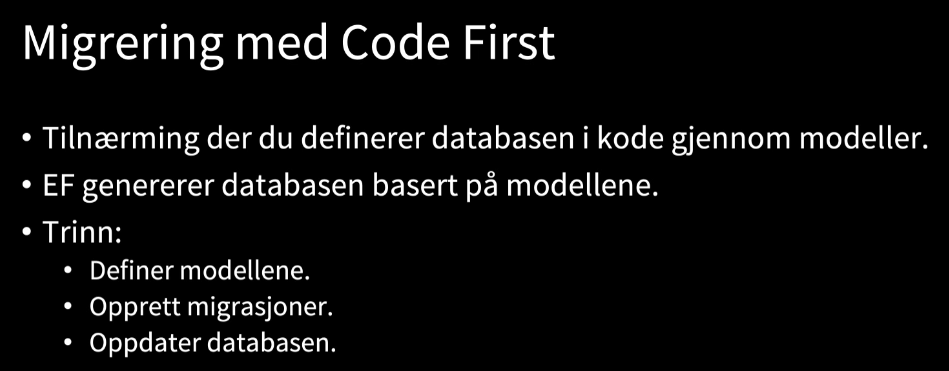 Migrering med Code First
• Tilnærming der du definerer databasen i kode gjennom modeller.
• EF genererer databasen basert på modellene.
• Trinn:
• Definer modellene.
• Opprett migrasjoner.
• Oppdater databasen.